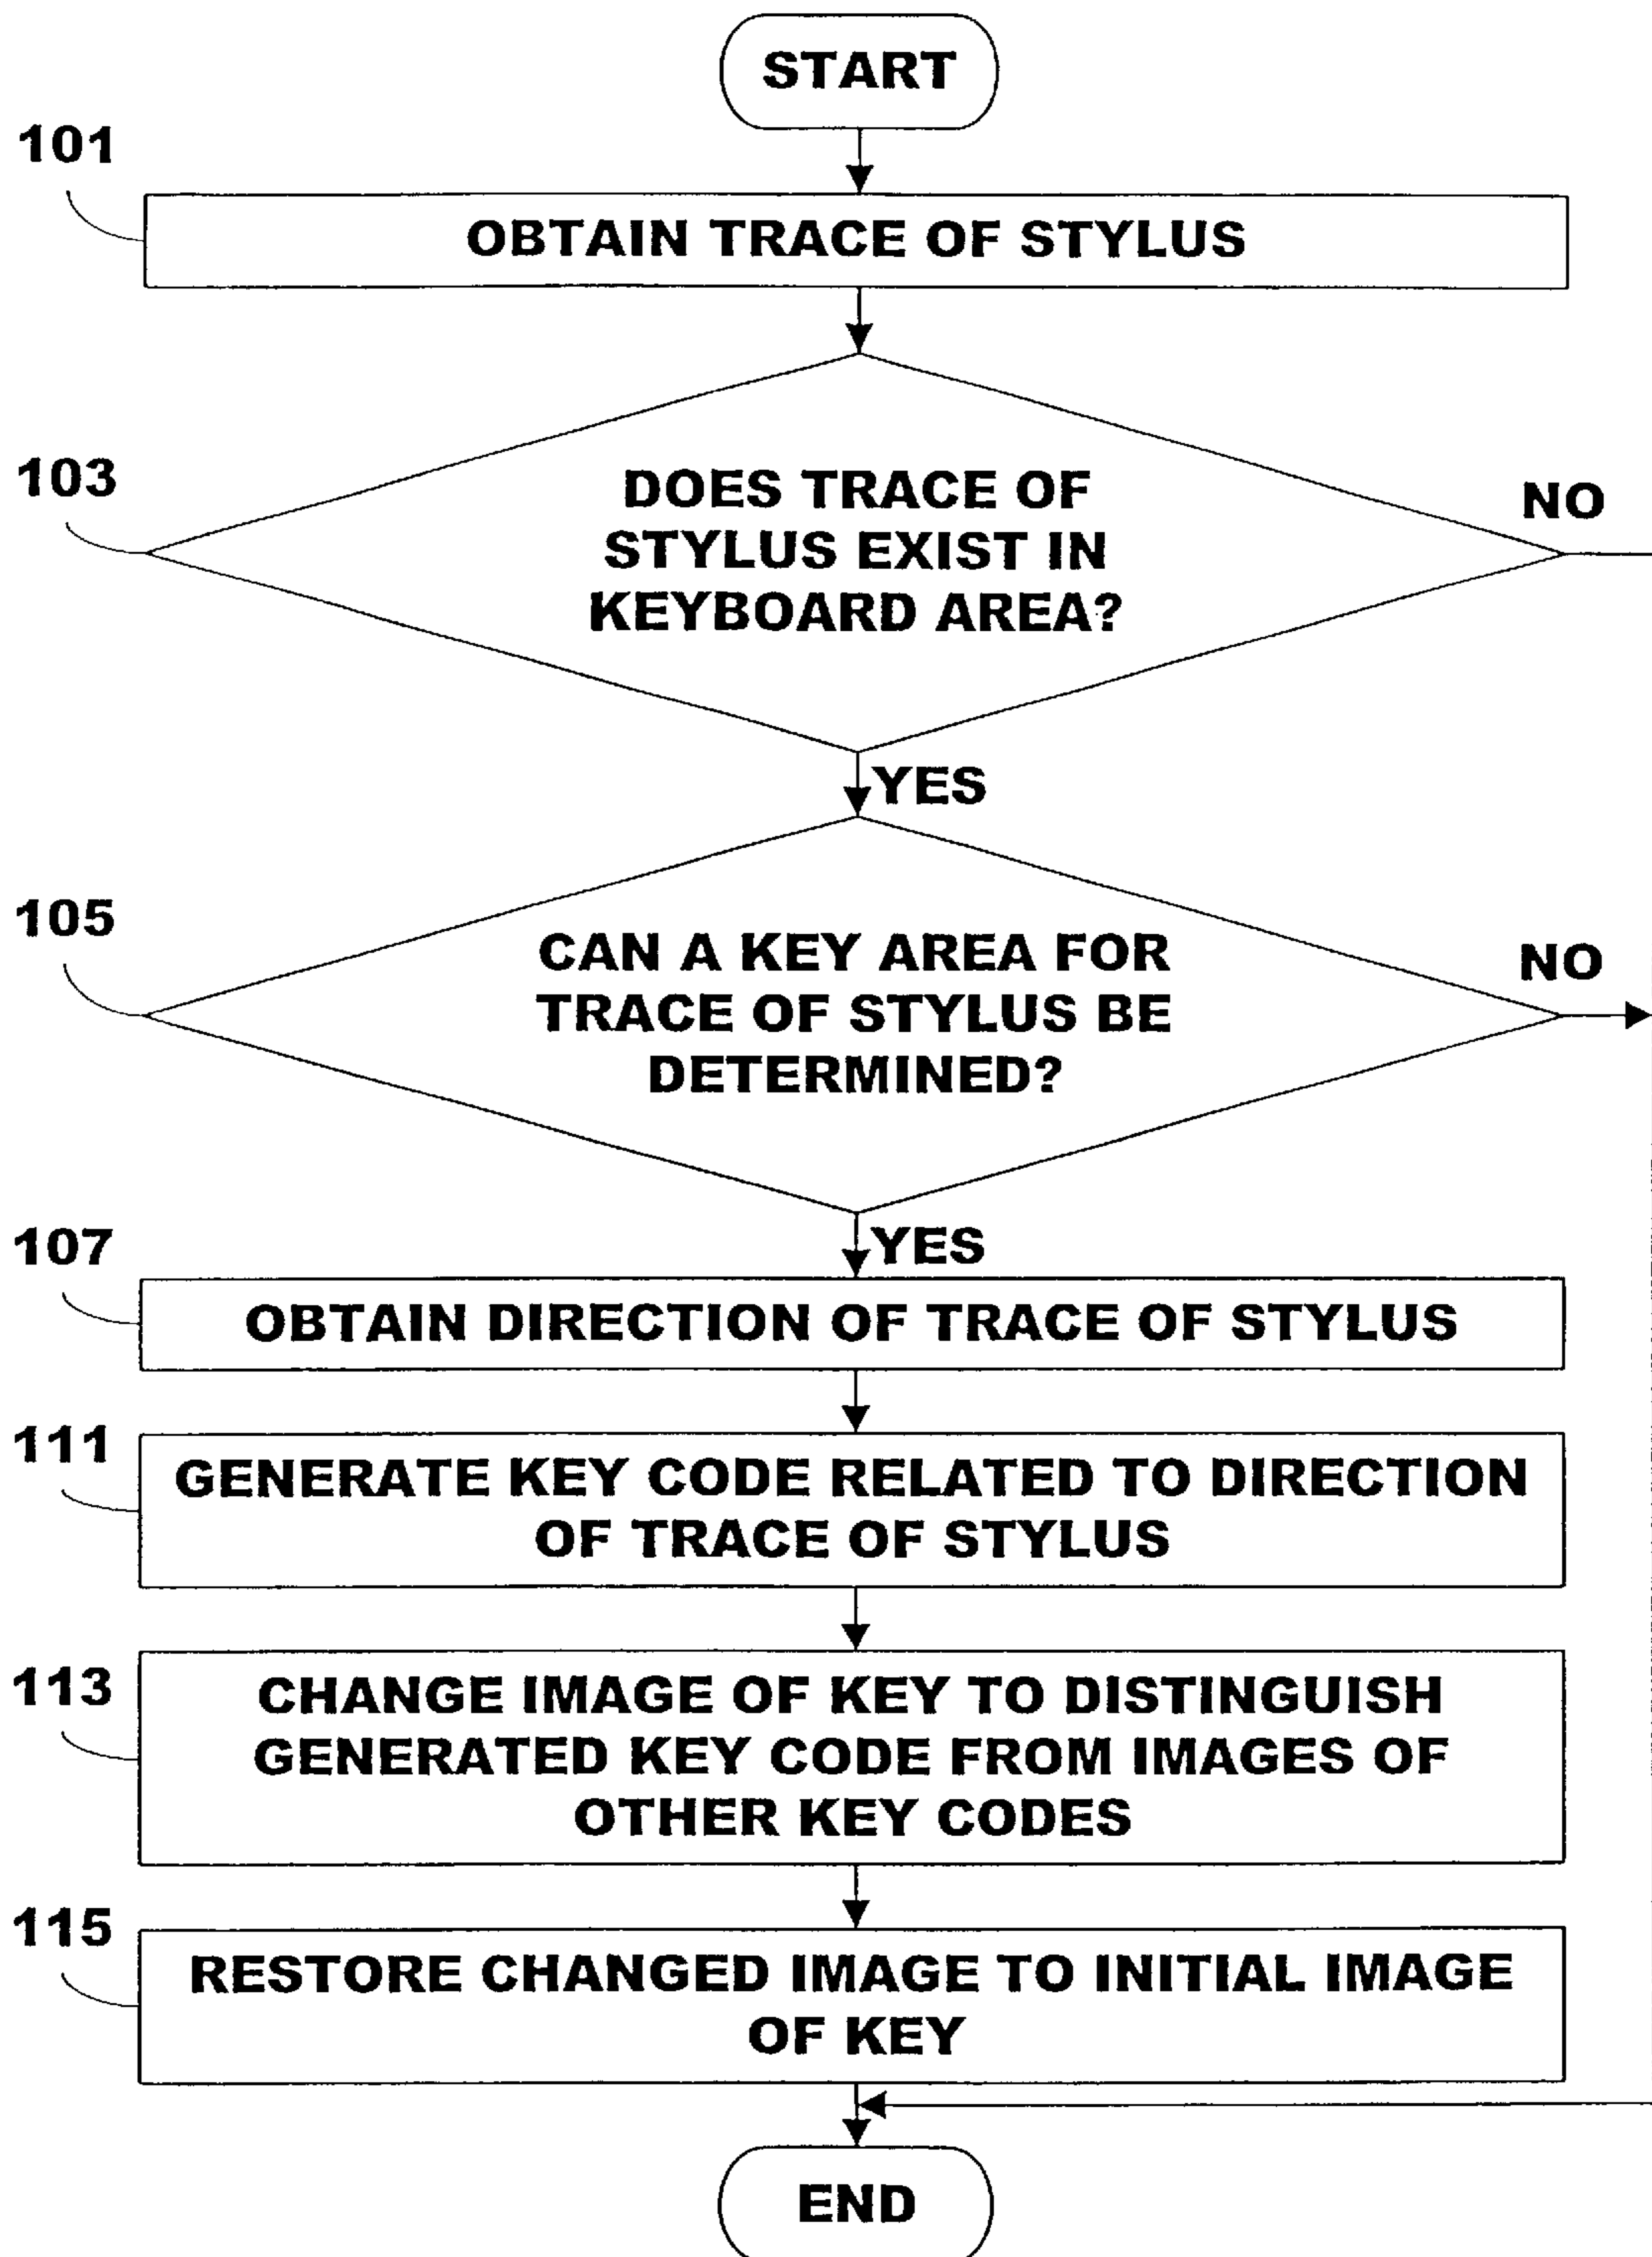 START
101
OBTAIN TRACE OF STYLUS
103
DOES TRACE OF
STYLUS EXIST IN
KEYBOARD AREA?
NO
YES
105
CAN A KEY AREA FOR
TRACE OF STYLUS BE
DETERMINED?
NO
YES
107
OBTAIN DIRECTION OF TRACE OF STYLUS
111
GENERATE KEY CODE RELATED TO DIRECTION
OF TRACE OF STYLUS
113
CHANGE IMAGE OF KEY TO DISTINGUISH
GENERATED KEY CODE FROM IMAGES OF
OTHER KEY CODES
115
RESTORE CHANGED IMAGE TO INITIAL IMAGE
OF KEY
END